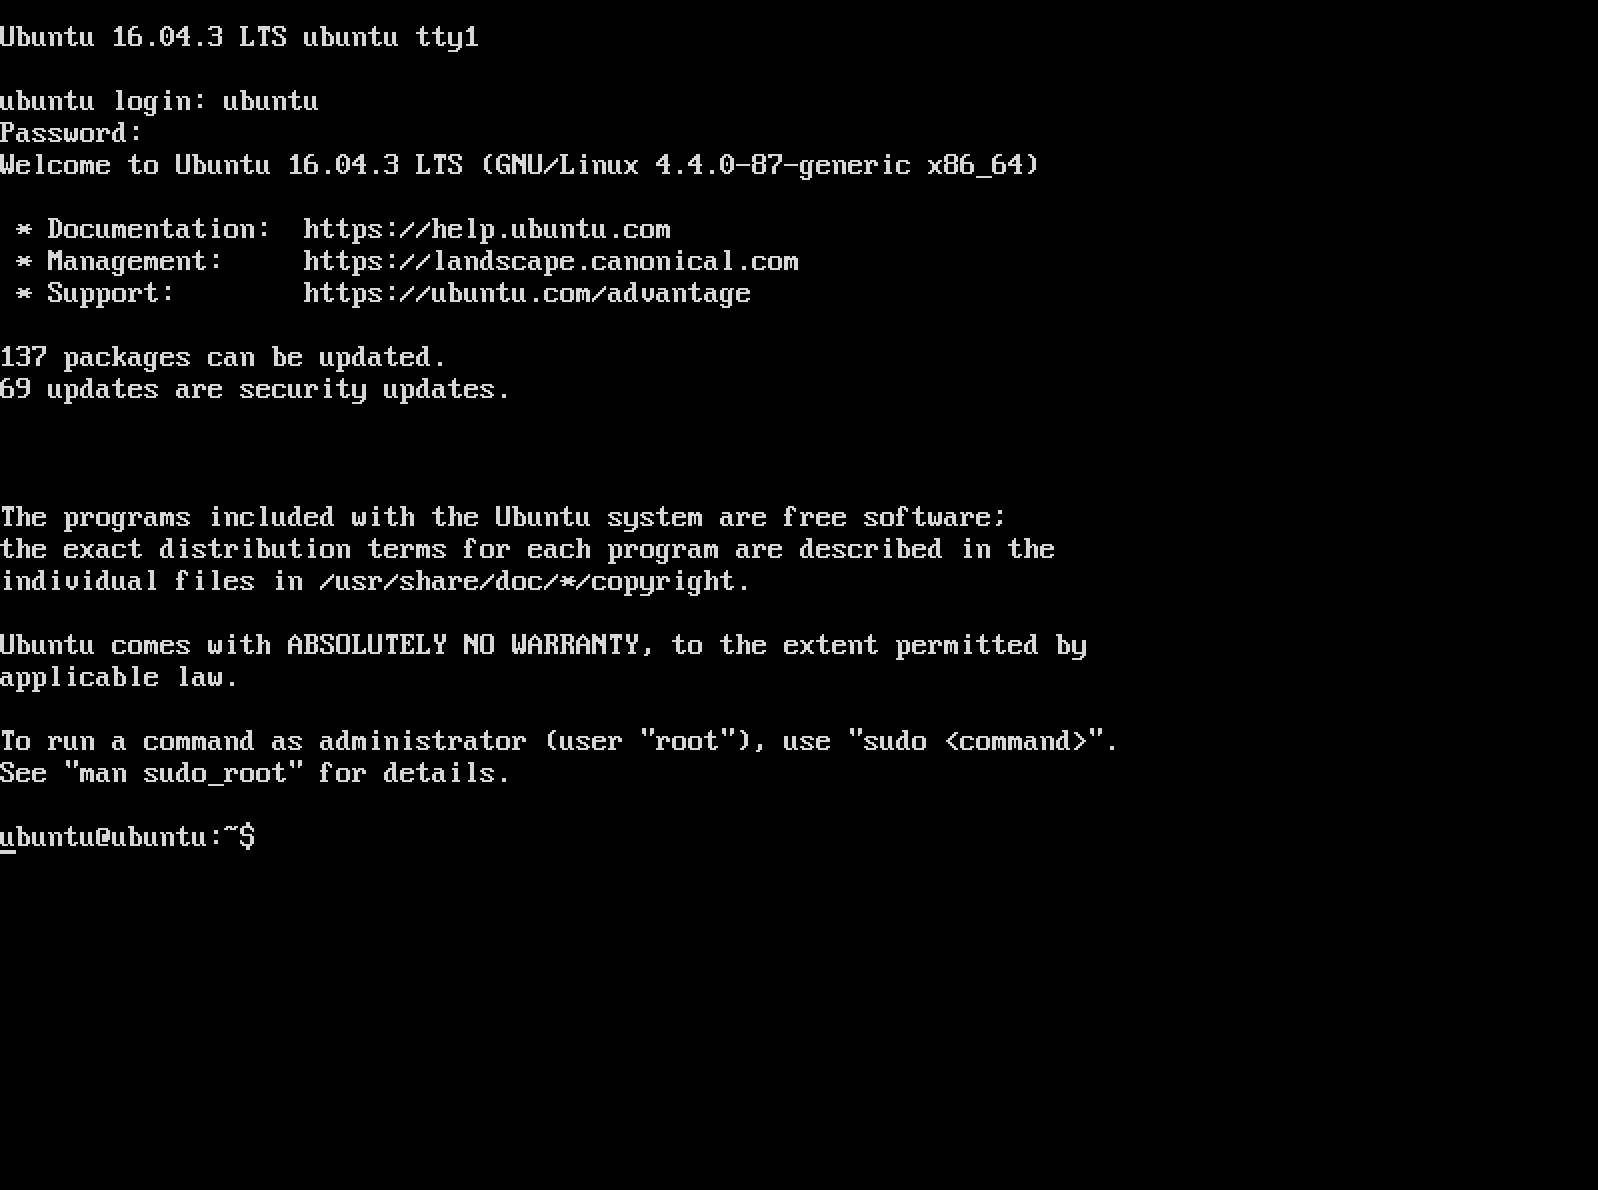 Ubuntu 16.04.3 LTS ubuntu tty1
ubuntu login: ubuntu
Password:
Welcome to Ubuntu 16.04.3 LTS (GNU/Linux 4.4.0-87-generic x86_64)
 * Documentation:  https://help.ubuntu.com
 * Management:     https://landscape.canonical.com
 * Support:        https://ubuntu.com/advantage
137 packages can be updated.
69 updates are security updates.
The programs included with the Ubuntu system are free software;
the exact distribution terms for each program are described in the
individual files in /usr/share/doc/*/copyright.
Ubuntu comes with ABSOLUTELY NO WARRANTY, to the extent permitted by
applicable law.
To run a command as administrator (user "root"), use "sudo <command>".
See "man sudo_root" for details.
ubuntu@ubuntu:~$